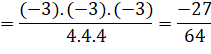 = (−3).(−3).(−3) / 4.4.4 = −27 / 64